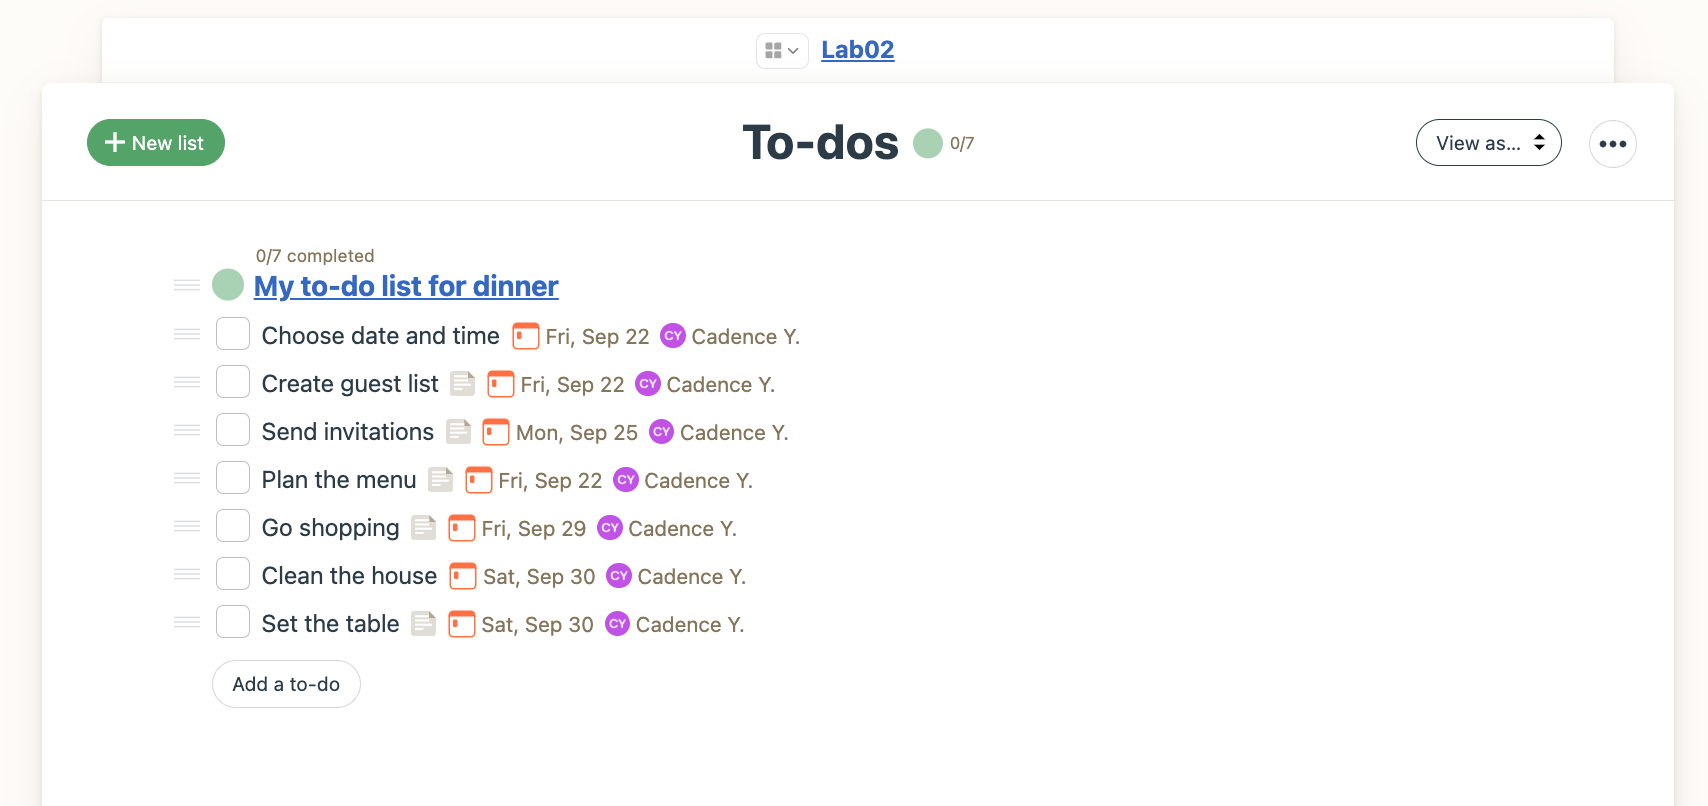 Lab02
New list
To-dos 0/7
View as...
0/7 completed
My to-do list for dinner
Choose date and time Fri, Sep 22 CY Cadence Y.
Create guest list Fri, Sep 22 CY Cadence Y.
Send invitations Mon, Sep 25 CY Cadence Y.
Plan the menu Fri, Sep 22 CY Cadence Y.
Go shopping Fri, Sep 29 CY Cadence Y.
Clean the house Sat, Sep 30 CY Cadence Y.
Set the table Sat, Sep 30 CY Cadence Y.
Add a to-do